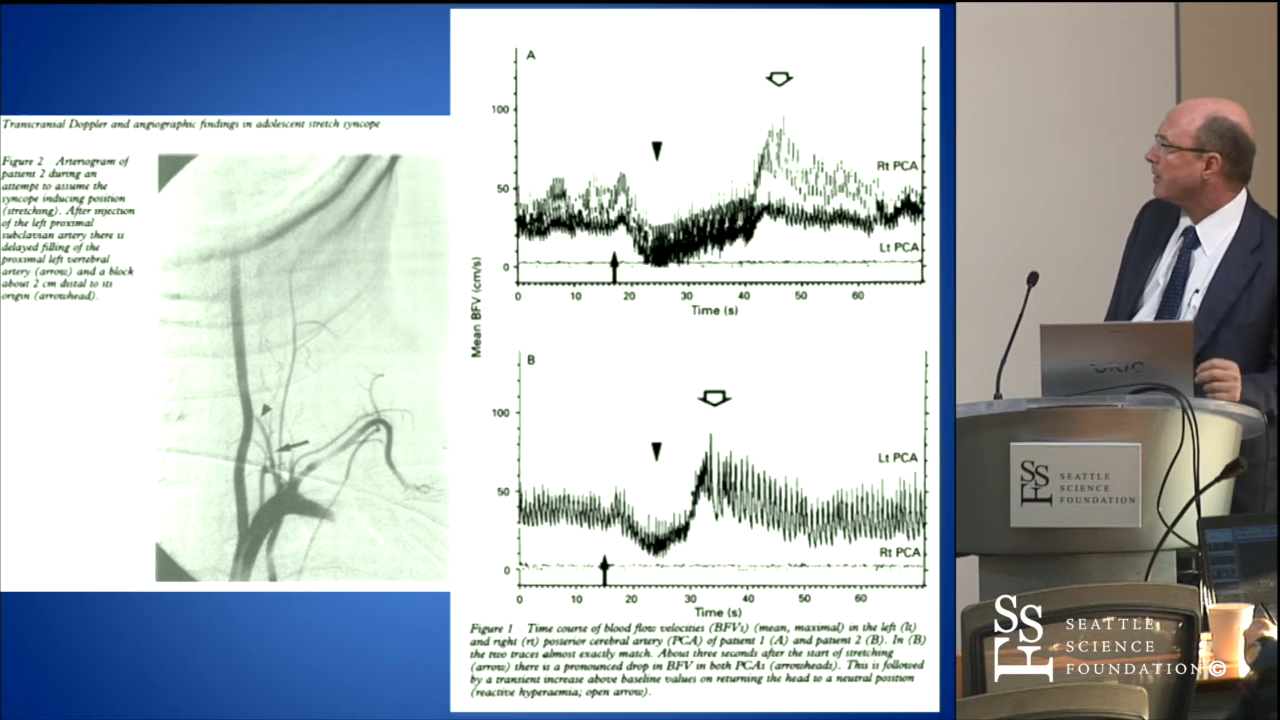 Transcranial Doppler and angiographic findings in adolescent stretch syncope
Figure 2 Arteriogram of
patient 2 during an
attempt to assume the
syncope inducing position
(stretching). After injection
of the left proximal
subclavian artery there is
delayed filling of the
proximal left vertebral
artery (arrow) and a block
about 2 cm distal to its
origin (arrowhead).
A
100
50
0
Rt PCA
Lt PCA
0 10 20 30 40 50 60
Time (s)
Mean BFV (cm/s)
B
100
50
0
Lt PCA
Rt PCA
0 10 20 30 40 50 60
Time (s)
Figure 1 Time course of blood flow velocities (BFVs) (mean, maximal) in the left (lt)
and right (rt) posterior cerebral artery (PCA) of patient 1 (A) and patient 2 (B). In (B)
the two traces almost exactly match. About three seconds after the start of stretching
(arrow) there is a pronounced drop in BFV in both PCAs (arrowheads). This is followed
by a transient increase above baseline values on returning the head to a neutral position
(reactive hyperaemia; open arrow).
VAIO
SSF
SEATTLE
SCIENCE
FOUNDATION
SSF
SEATTLE
SCIENCE
FOUNDATION©